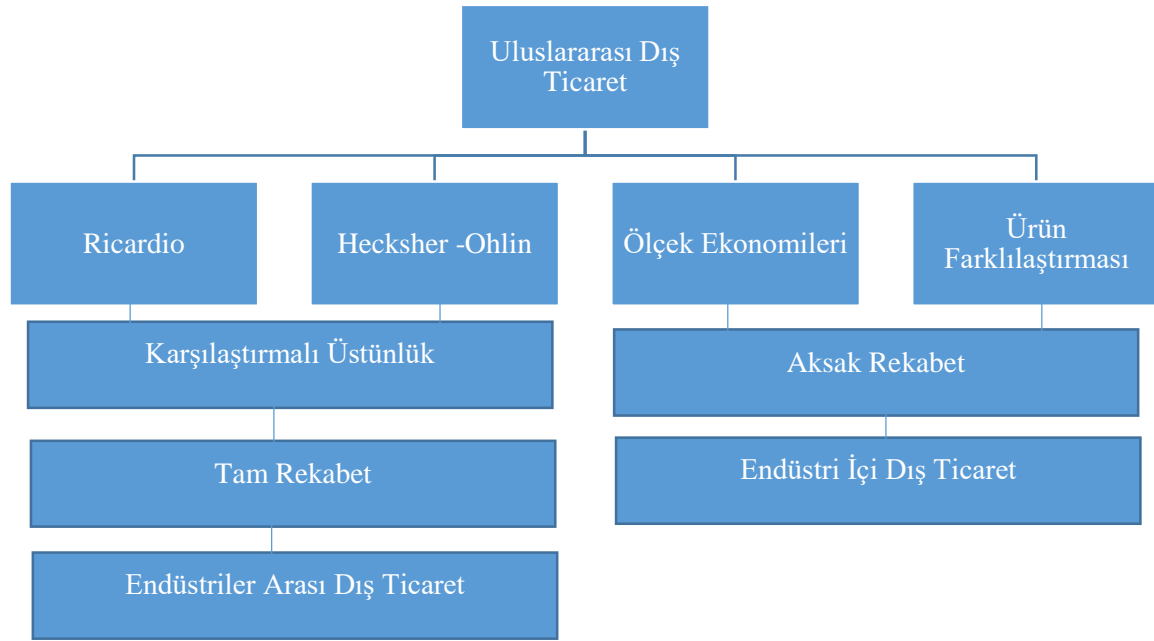 Uluslararası Dış
Ticaret
Ricardio
Hecksher -Ohlin
Ölçek Ekonomileri
Ürün
Farklılaştırması
Karşılaştırmalı Üstünlük
Aksak Rekabet
Tam Rekabet
Endüstri İçi Dış Ticaret
Endüstriler Arası Dış Ticaret